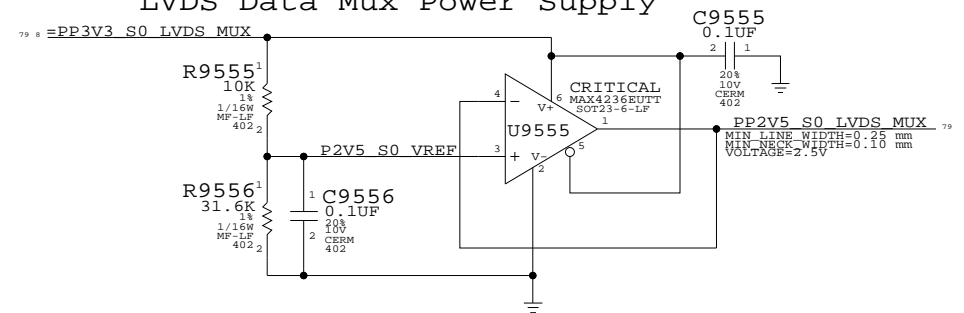 LVDS Data Mux Power Supply
79 8 =PP3V3_S0_LVDS_MUX
C9555
0.1UF
2 1
20%
10V
CERM
402
R9555
1
10K
1%
1/16W
MF-LF
402
2
CRITICAL
MAX4236EUTT
SOT23-6-LF
4
6
V+
U9555
1
PP2V5_S0_LVDS_MUX 79
MIN_LINE_WIDTH=0.25 mm
MIN_NECK_WIDTH=0.10 mm
VOLTAGE=2.5V
P2V5_S0_VREF
3
+
V-
5
2
R9556
1
31.6K
1%
1/16W
MF-LF
402
2
1
C9556
0.1UF
20%
10V
CERM
402
2